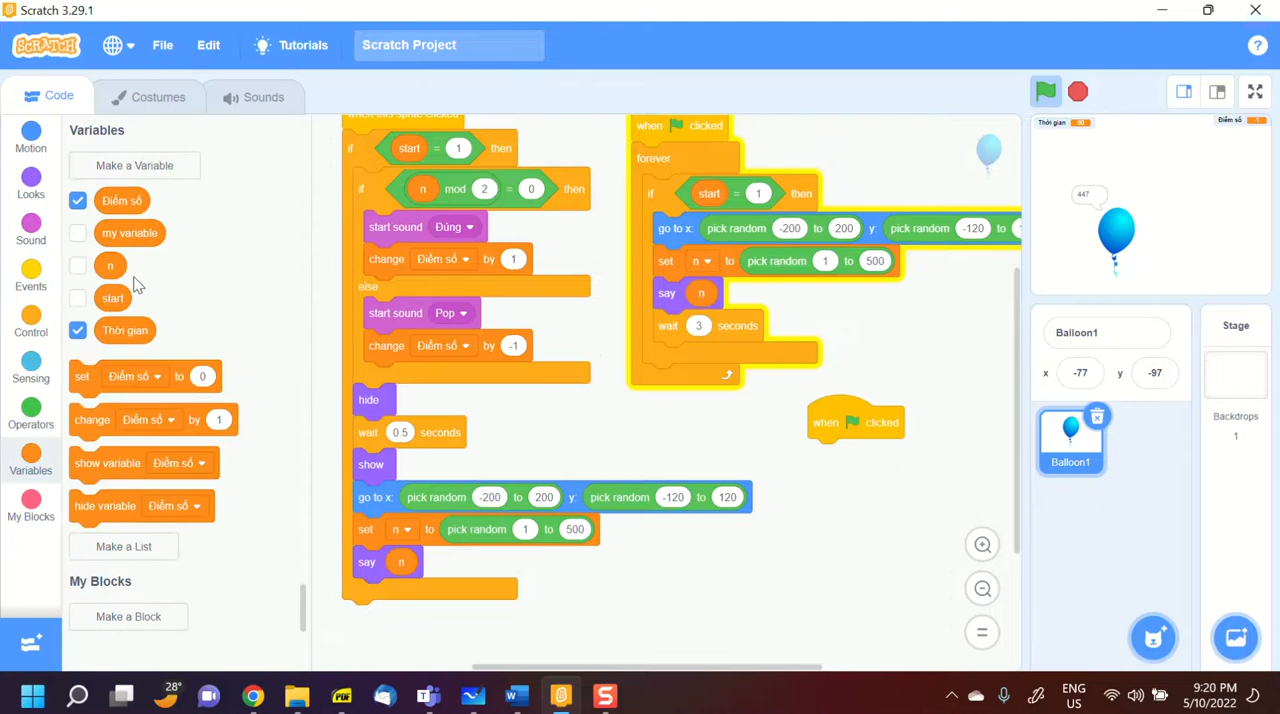 Scratch 3.29.1
SCRATCH File Edit Tutorials Scratch Project ?
Code Costumes Sounds
Motion
Looks
Sound
Events
Control
Sensing
Operators
Variables
My Blocks
Variables
Make a Variable
Điểm số
my variable
n
start
Thời gian
set Điểm số to 0
change Điểm số by 1
show variable Điểm số
hide variable Điểm số
Make a List
My Blocks
Make a Block
when this sprite clicked
if start = 1 then
if n mod 2 = 0 then
start sound Đúng
change Điểm số by 1
else
start sound Pop
change Điểm số by -1
hide
wait 0.5 seconds
show
go to x: pick random -200 to 200 y: pick random -120 to 120
set n to pick random 1 to 500
say n
when clicked
forever
if start = 1 then
go to x: pick random -200 to 200 y: pick random -120 to
set n to pick random 1 to 500
say n
wait 3 seconds
when clicked
Thời gian 60
Điểm số -1
447
Balloon1
x -77 y -97
Balloon1
Stage
Backdrops
1
28°
PDF
W
S
ENG
US
9:20 PM
5/10/2022